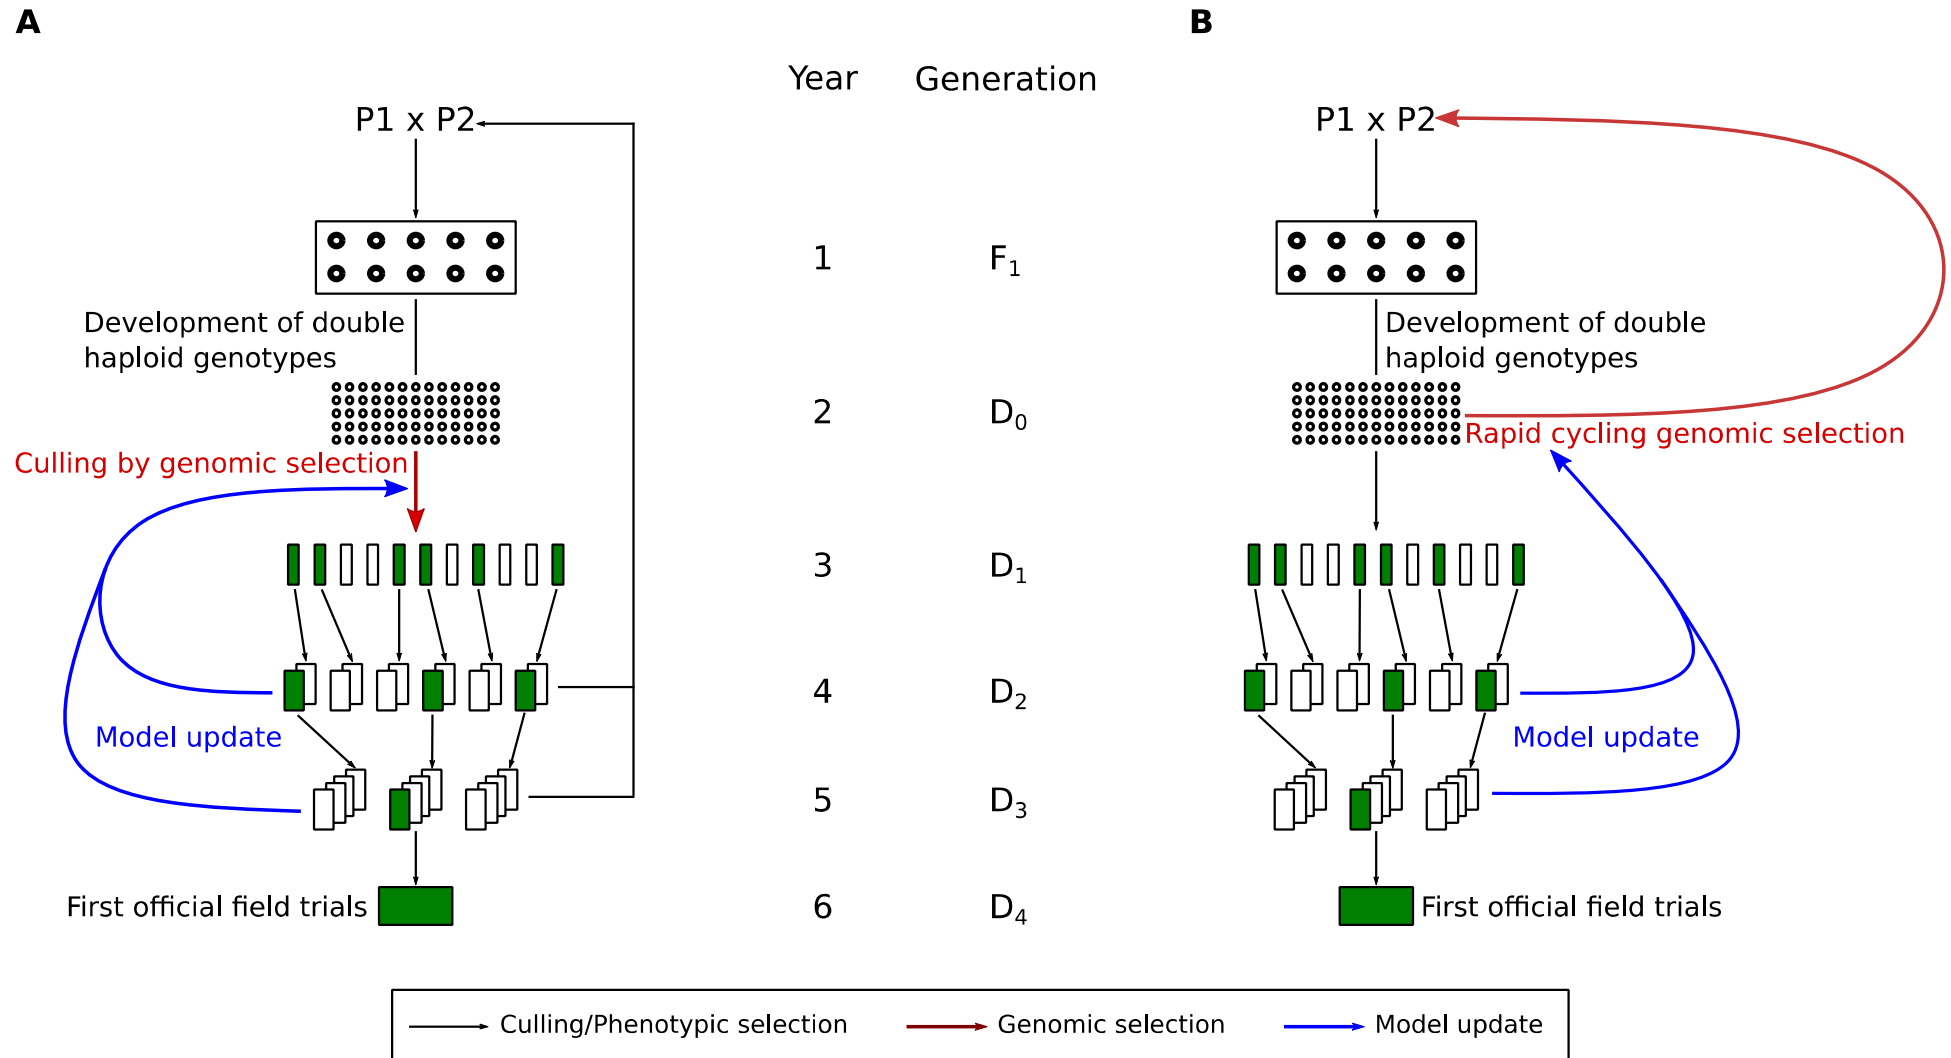 A
B
Year
Generation
P1 x P2
P1 x P2
1
F₁
Development of double
haploid genotypes
Development of double
haploid genotypes
2
D₀
Rapid cycling genomic selection
Culling by genomic selection
3
D₁
4
D₂
Model update
Model update
5
D₃
First official field trials
6
D₄
First official field trials
Culling/Phenotypic selection
Genomic selection
Model update